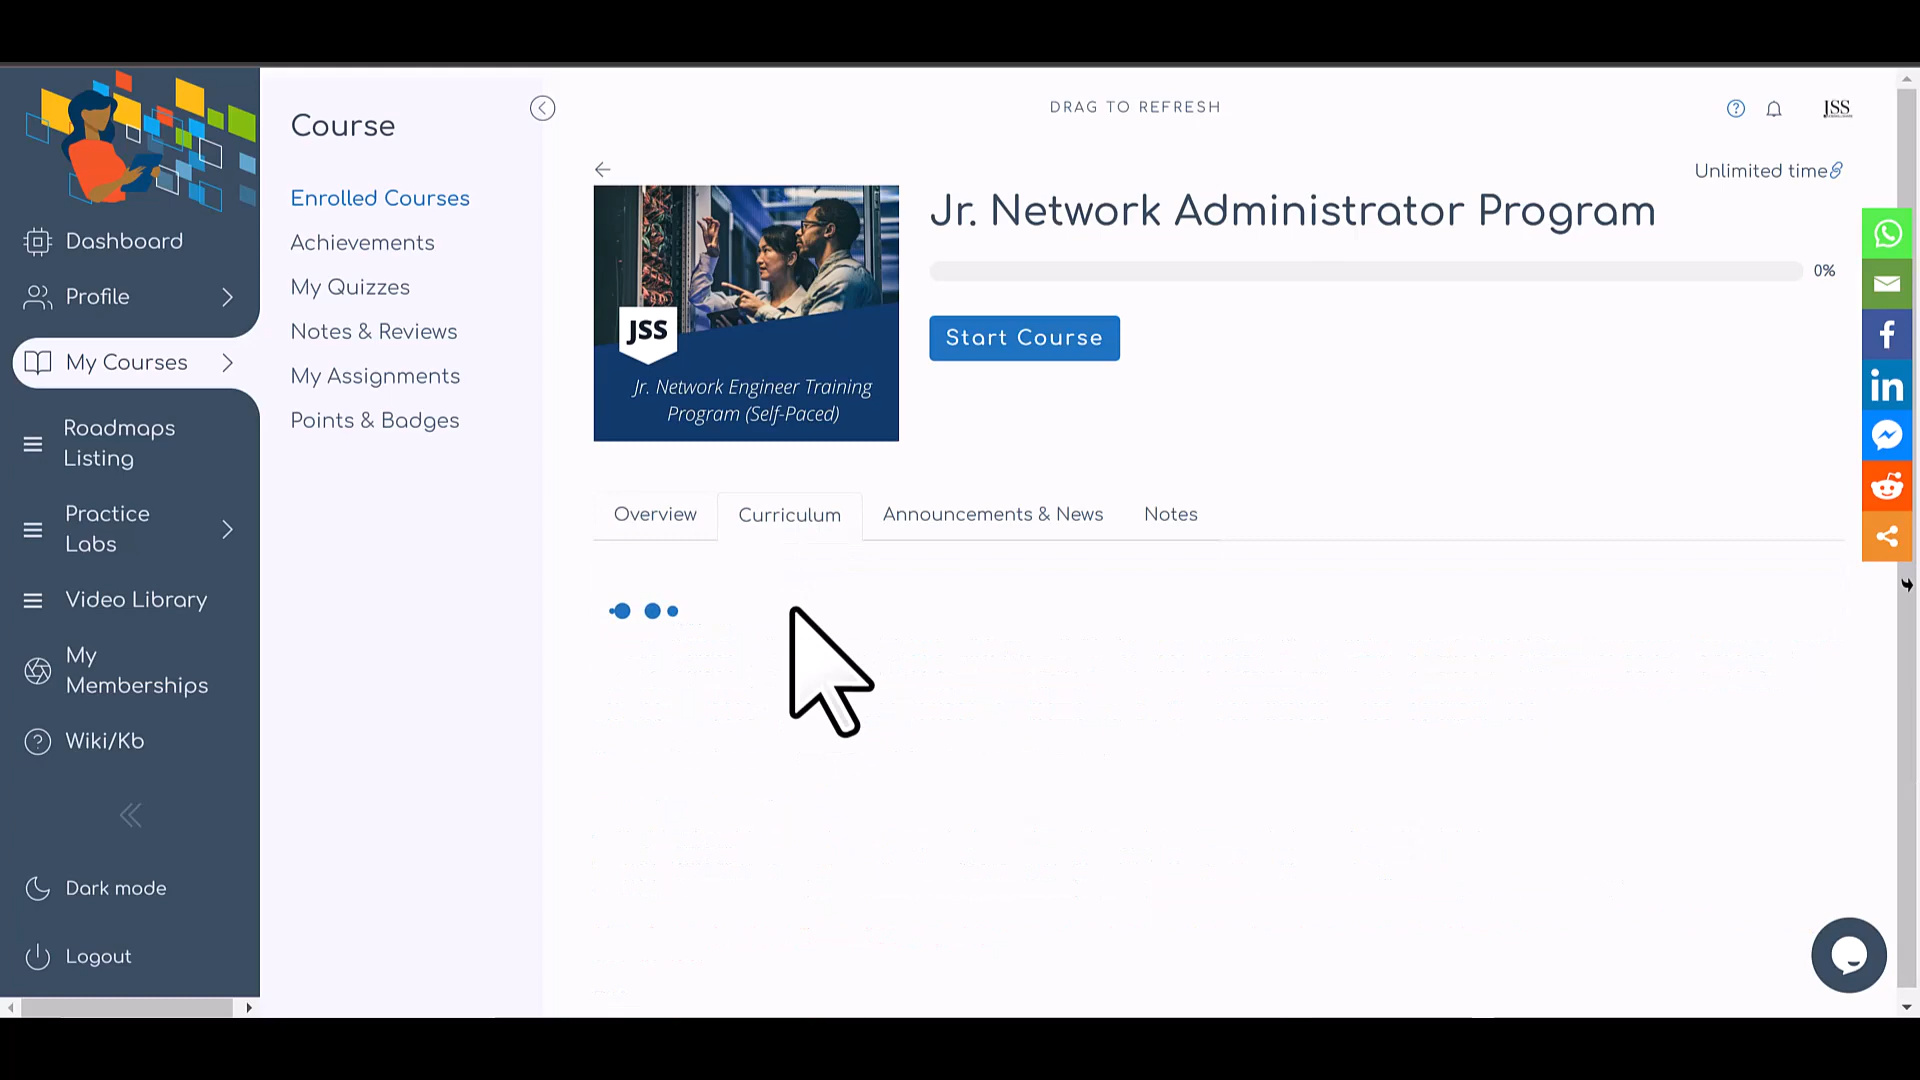 Dashboard
Profile
My Courses
Roadmaps
Listing
Practice
Labs
Video Library
My
Memberships
Wiki/Kb
Dark mode
Logout
Course
Enrolled Courses
Achievements
My Quizzes
Notes & Reviews
My Assignments
Points & Badges
DRAG TO REFRESH
JSS
Unlimited time
Jr. Network Administrator Program
0%
Start Course
JSS
Jr. Network Engineer Training
Program (Self-Paced)
Overview
Curriculum
Announcements & News
Notes